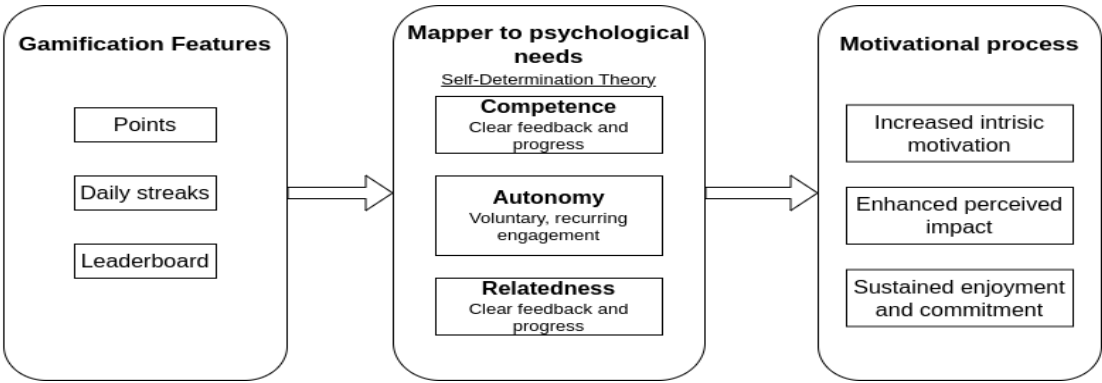 Gamification Features
Points
Daily streaks
Leaderboard
Mapper to psychological
needs
Self-Determination Theory
Competence
Clear feedback and
progress
Autonomy
Voluntary, recurring
engagement
Relatedness
Clear feedback and
progress
Motivational process
Increased intrisic
motivation
Enhanced perceived
impact
Sustained enjoyment
and commitment